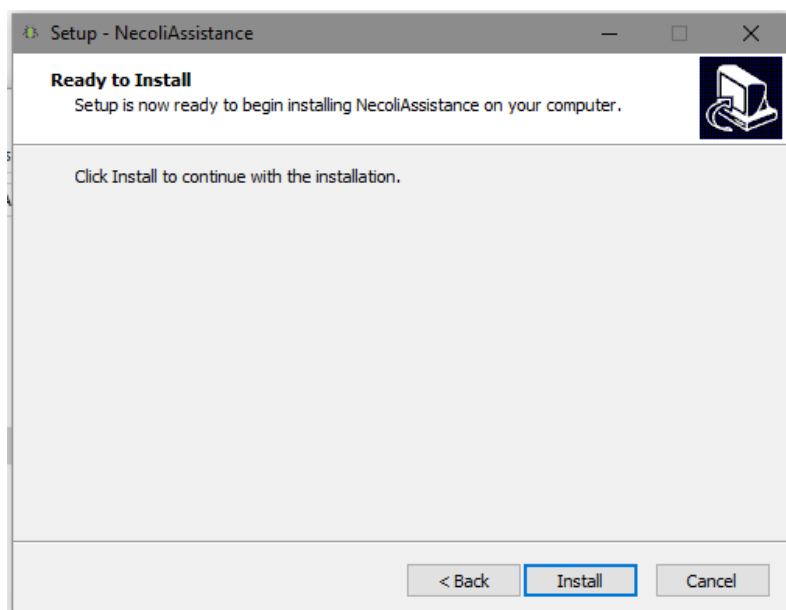 Setup - NecoliAssistance
Ready to Install
Setup is now ready to begin installing NecoliAssistance on your computer.
Click Install to continue with the installation.
< Back
Install
Cancel